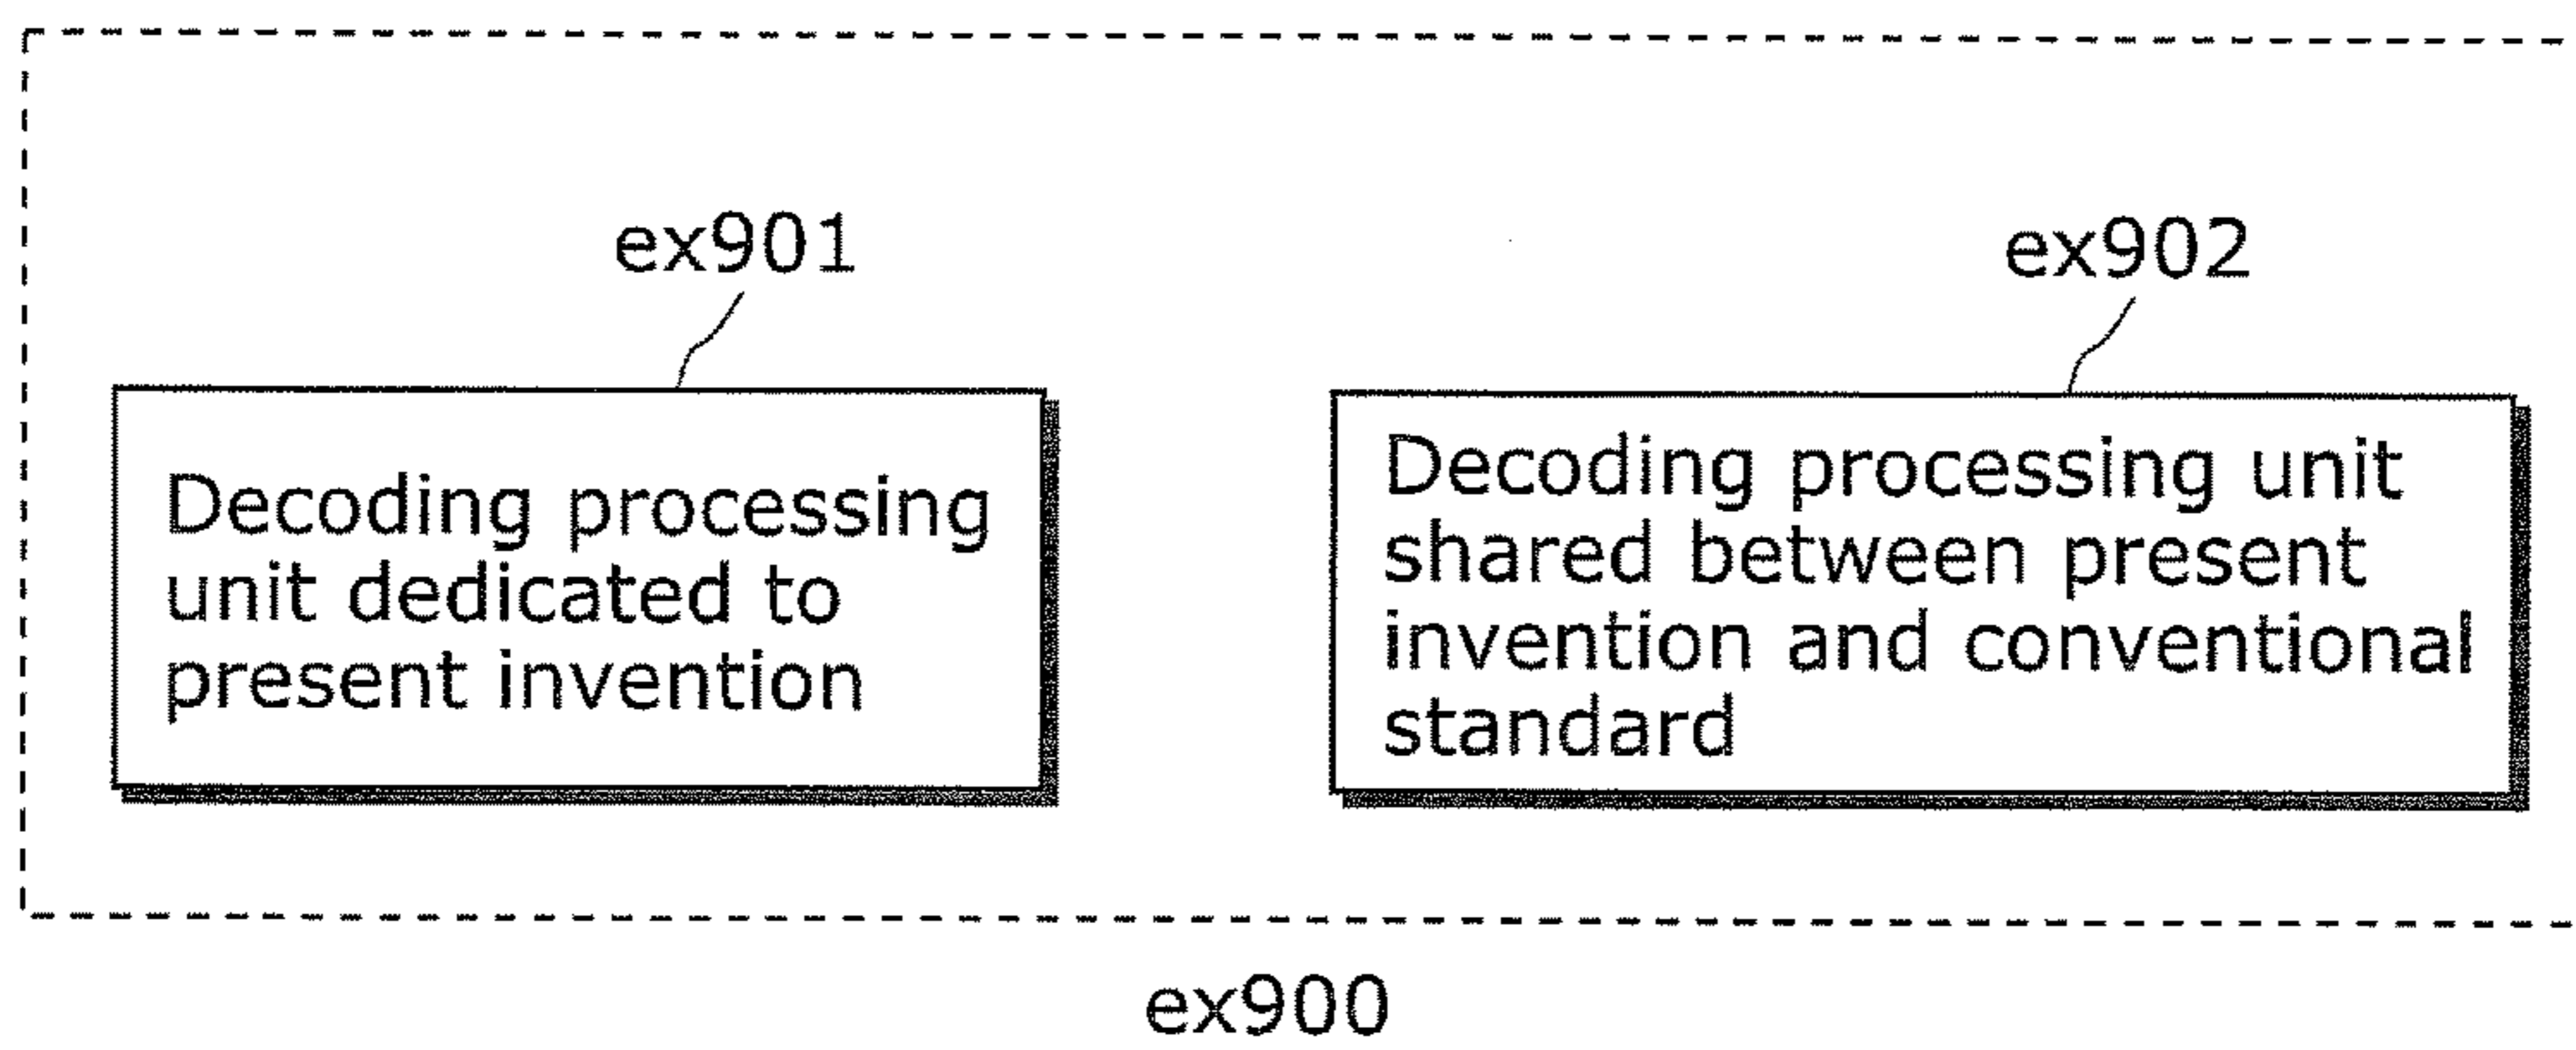 ex901
Decoding processing
unit dedicated to
present invention
ex902
Decoding processing unit
shared between present
invention and conventional
standard
ex900